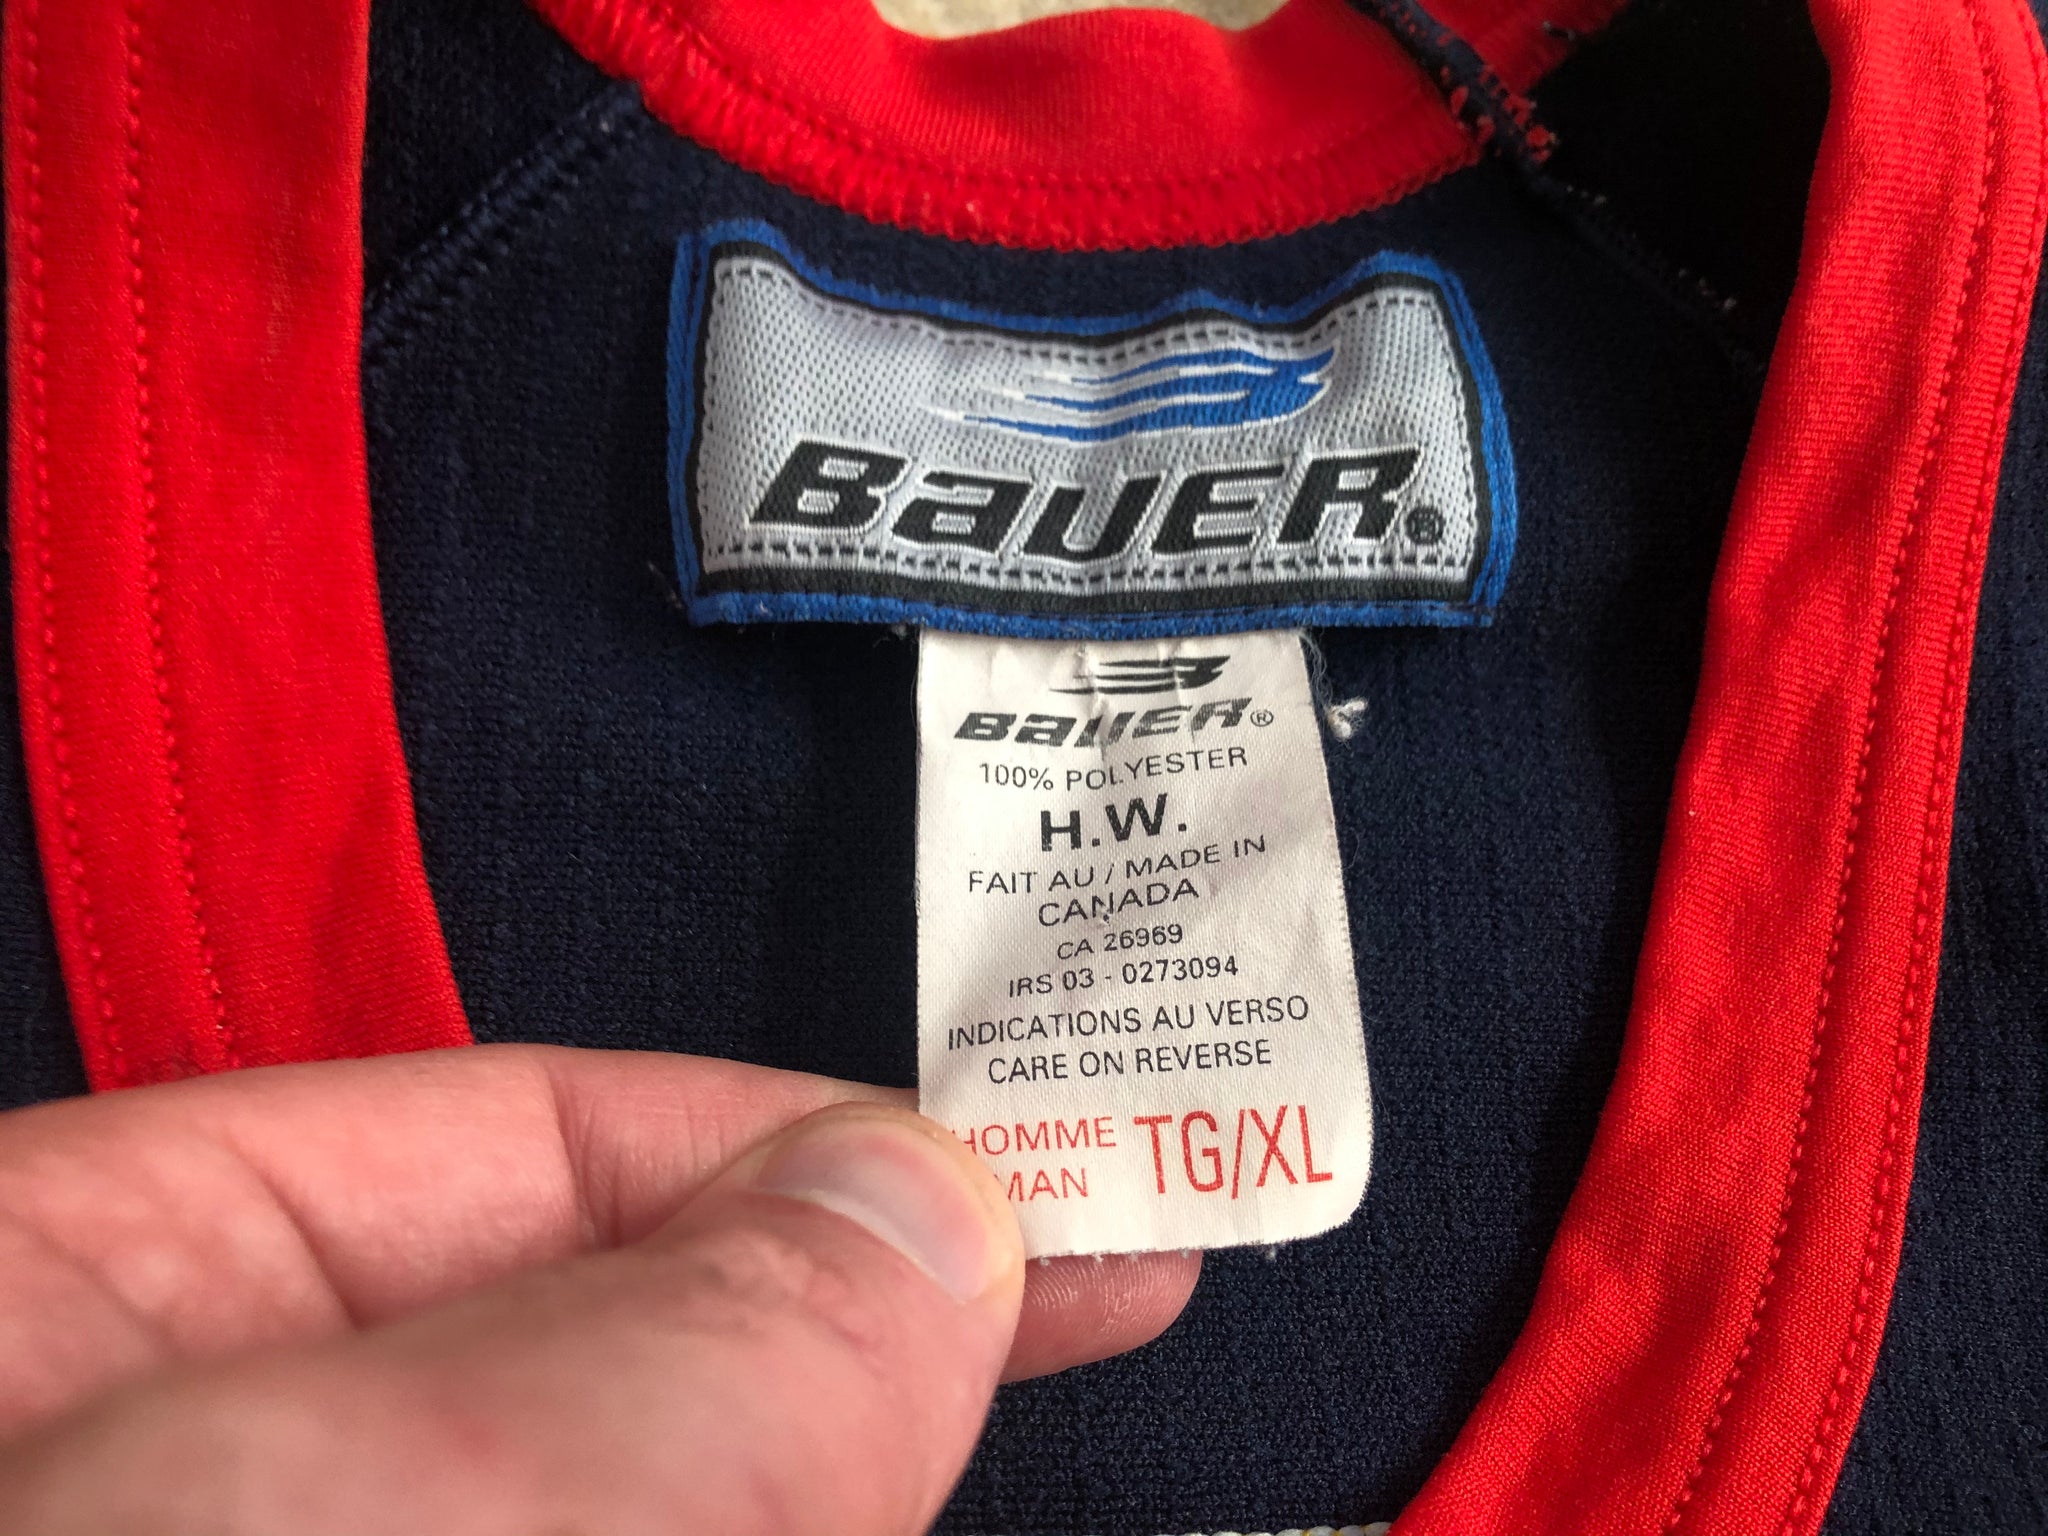 BaUER®
BaUER®
100% POLYESTER
H.W.
FAIT AU / MADE IN
CANADA
CA 26969
IRS 03 - 0273094
INDICATIONS AU VERSO
CARE ON REVERSE
HOMME TG/XL
MAN